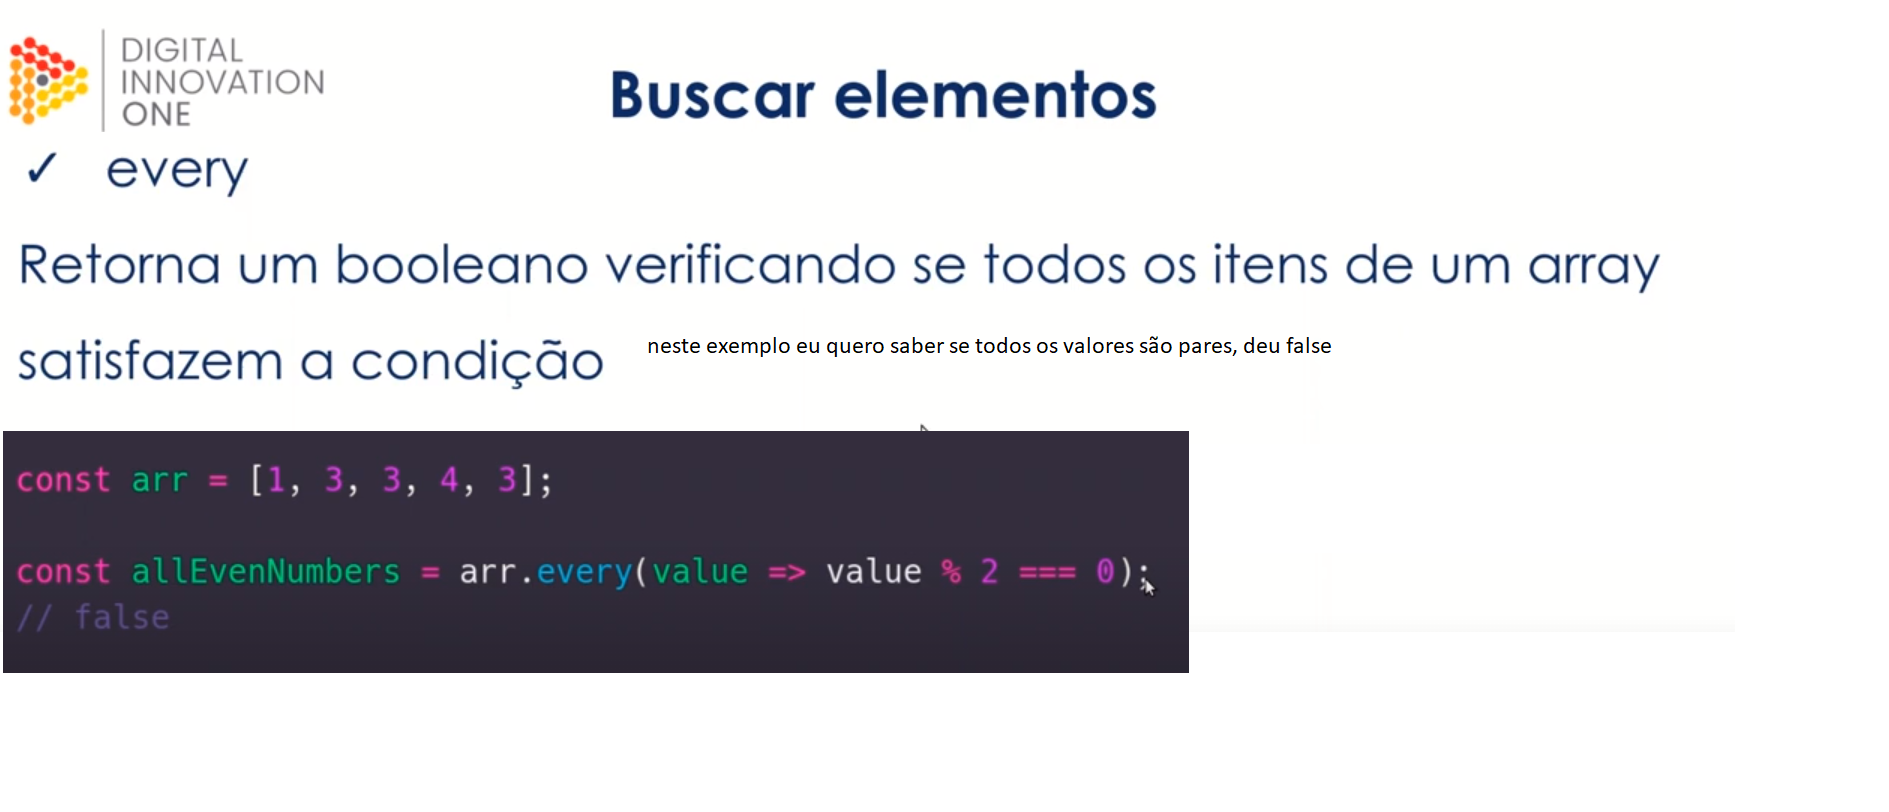 DIGITAL
INNOVATION
ONE
Buscar elementos
✓ every
Retorna um booleano verificando se todos os itens de um array
satisfazem a condição
neste exemplo eu quero saber se todos os valores são pares, deu false
const arr = [1, 3, 3, 4, 3];
const allEvenNumbers = arr.every(value => value % 2 === 0);
// false